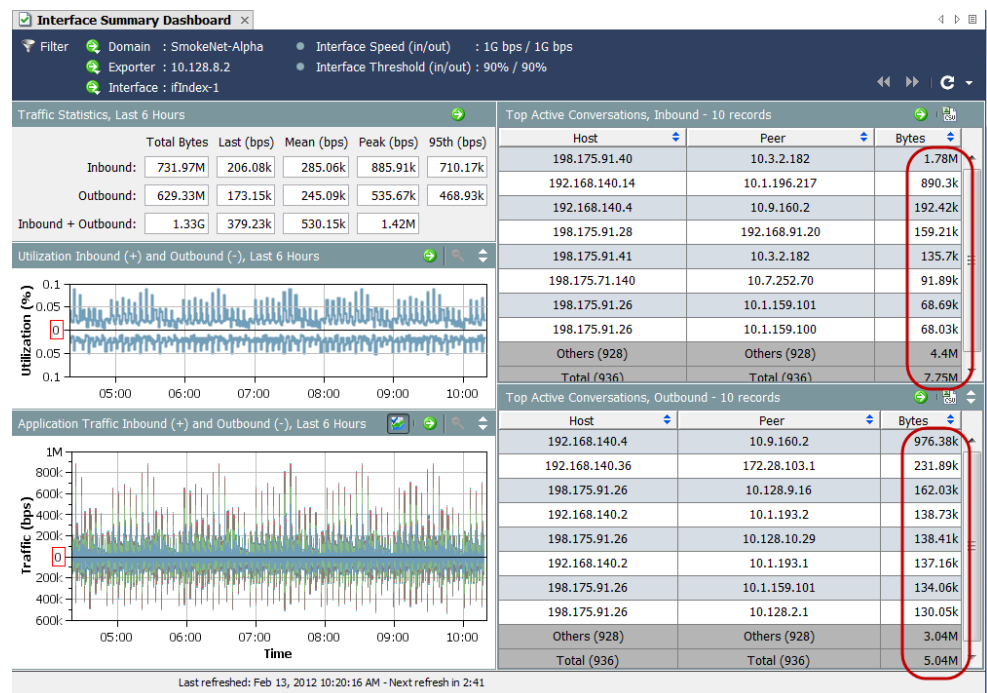 Interface Summary Dashboard ×
Filter
Domain : SmokeNet-Alpha
Exporter : 10.128.8.2
Interface : ifIndex-1
Interface Speed (in/out) : 1G bps / 1G bps
Interface Threshold (in/out) : 90% / 90%
Traffic Statistics, Last 6 Hours
Total Bytes Last (bps) Mean (bps) Peak (bps) 95th (bps)
Inbound: 731.97M 206.08k 285.06k 885.91k 710.17k
Outbound: 629.33M 173.15k 245.09k 535.67k 468.93k
Inbound + Outbound: 1.33G 379.23k 530.15k 1.42M
Utilization Inbound (+) and Outbound (-), Last 6 Hours
Utilization (%)
0.1
0.05
0
0.05
0.1
05:00 06:00 07:00 08:00 09:00 10:00
Application Traffic Inbound (+) and Outbound (-), Last 6 Hours
Traffic (bps)
1M
800k
600k
400k
200k
0
200k
400k
600k
05:00 06:00 07:00 08:00 09:00 10:00
Time
Top Active Conversations, Inbound - 10 records
CSU
Host Peer Bytes
198.175.91.40 10.3.2.182 1.78M
192.168.140.14 10.1.196.217 890.3k
192.168.140.4 10.9.160.2 192.42k
198.175.91.28 192.168.91.20 159.21k
198.175.91.41 10.3.2.182 135.7k
198.175.71.140 10.7.252.70 91.89k
198.175.91.26 10.1.159.101 68.69k
198.175.91.26 10.1.159.100 68.03k
Others (928) Others (928) 4.4M
Total (936) Total (936) 7.75M
Top Active Conversations, Outbound - 10 records
CSU
Host Peer Bytes
192.168.140.4 10.9.160.2 976.38k
192.168.140.36 172.28.103.1 231.89k
198.175.91.26 10.128.9.16 162.03k
192.168.140.2 10.1.193.2 138.73k
198.175.91.26 10.128.10.29 138.41k
192.168.140.2 10.1.193.1 137.16k
198.175.91.26 10.1.159.101 134.06k
198.175.91.26 10.128.2.1 130.05k
Others (928) Others (928) 3.04M
Total (936) Total (936) 5.04M
Last refreshed: Feb 13, 2012 10:20:16 AM - Next refresh in 2:41